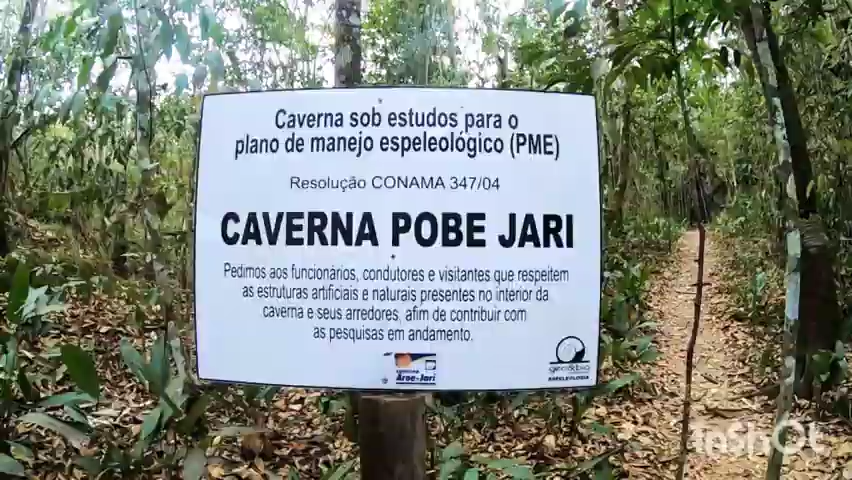 Caverna sob estudos para o
plano de manejo espeleológico (PME)
Resolução CONAMA 347/04
CAVERNA POBE JARI
Pedimos aos funcionários, condutores e visitantes que respeitem
as estruturas artificiais e naturais presentes no interior da
caverna e seus arredores, afim de contribuir com
as pesquisas em andamento.
Aroe-Jari
ESPELEOLOGIA
InShOt